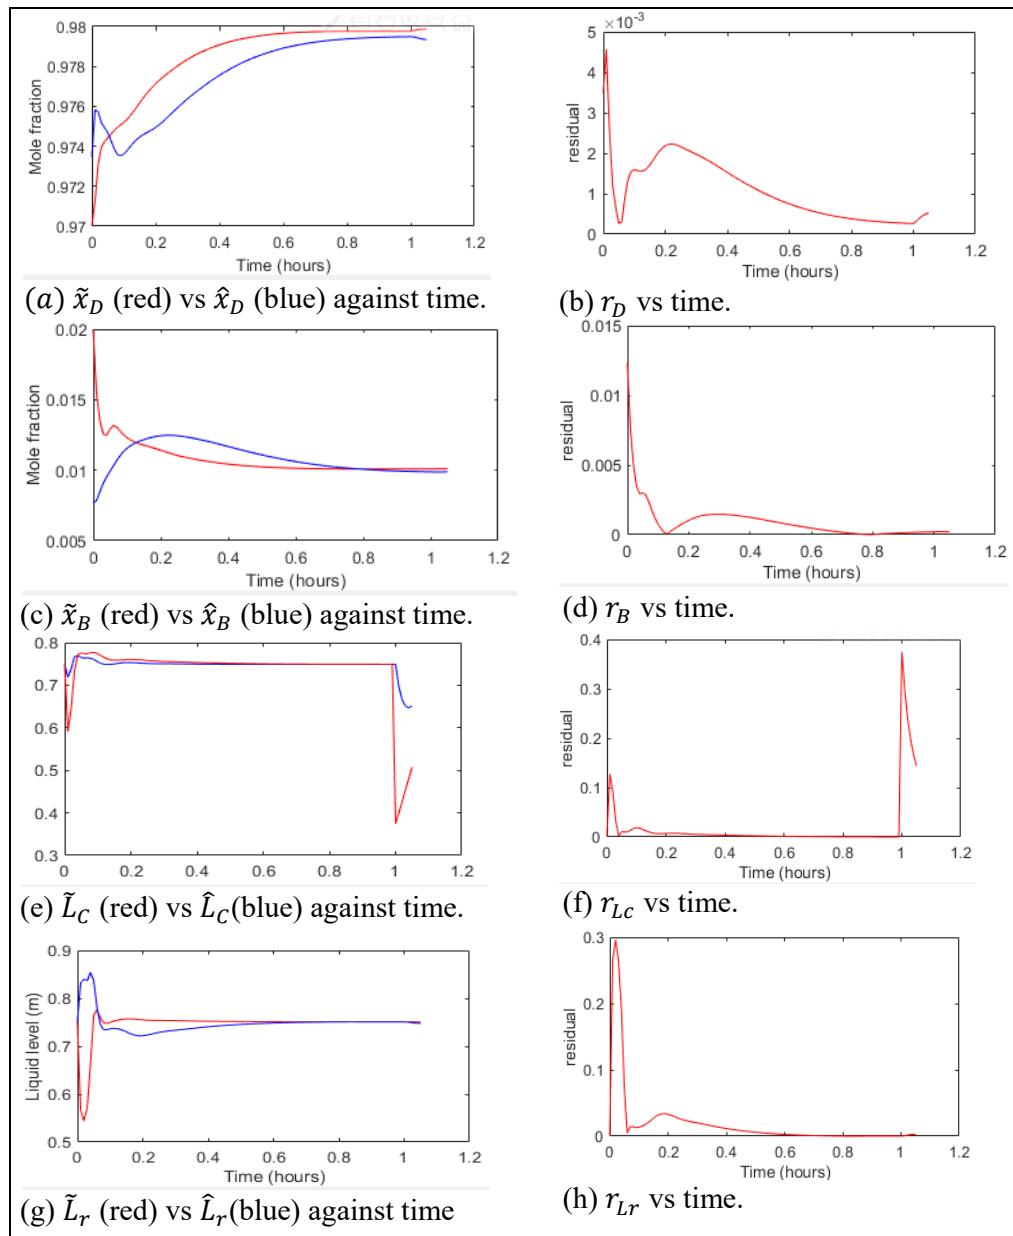 0.98
0.978
0.976
0.974
0.972
0.97
Mole fraction
0 0.2 0.4 0.6 0.8 1 1.2
Time (hours)
(a) x̃_D (red) vs x̂_D (blue) against time.
×10⁻³
5
4
3
2
1
0
residual
0 0.2 0.4 0.6 0.8 1 1.2
Time (hours)
(b) r_D vs time.
0.02
0.015
0.01
0.005
Mole fraction
0 0.2 0.4 0.6 0.8 1 1.2
Time (hours)
(c) x̃_B (red) vs x̂_B (blue) against time.
0.015
0.01
0.005
0
residual
0 0.2 0.4 0.6 0.8 1 1.2
Time (hours)
(d) r_B vs time.
0.8
0.7
0.6
0.5
0.4
0.3
0 0.2 0.4 0.6 0.8 1 1.2
(e) L̃_C (red) vs L̂_C(blue) against time.
0.4
0.3
0.2
0.1
0
residual
0 0.2 0.4 0.6 0.8 1 1.2
(f) r_Lc vs time.
0.9
0.8
0.7
0.6
0.5
Liquid level (m)
0 0.2 0.4 0.6 0.8 1 1.2
Time (hours)
(g) L̃_r (red) vs L̂_r(blue) against time
0.3
0.2
0.1
0
residual
0 0.2 0.4 0.6 0.8 1 1.2
Time (hours)
(h) r_Lr vs time.